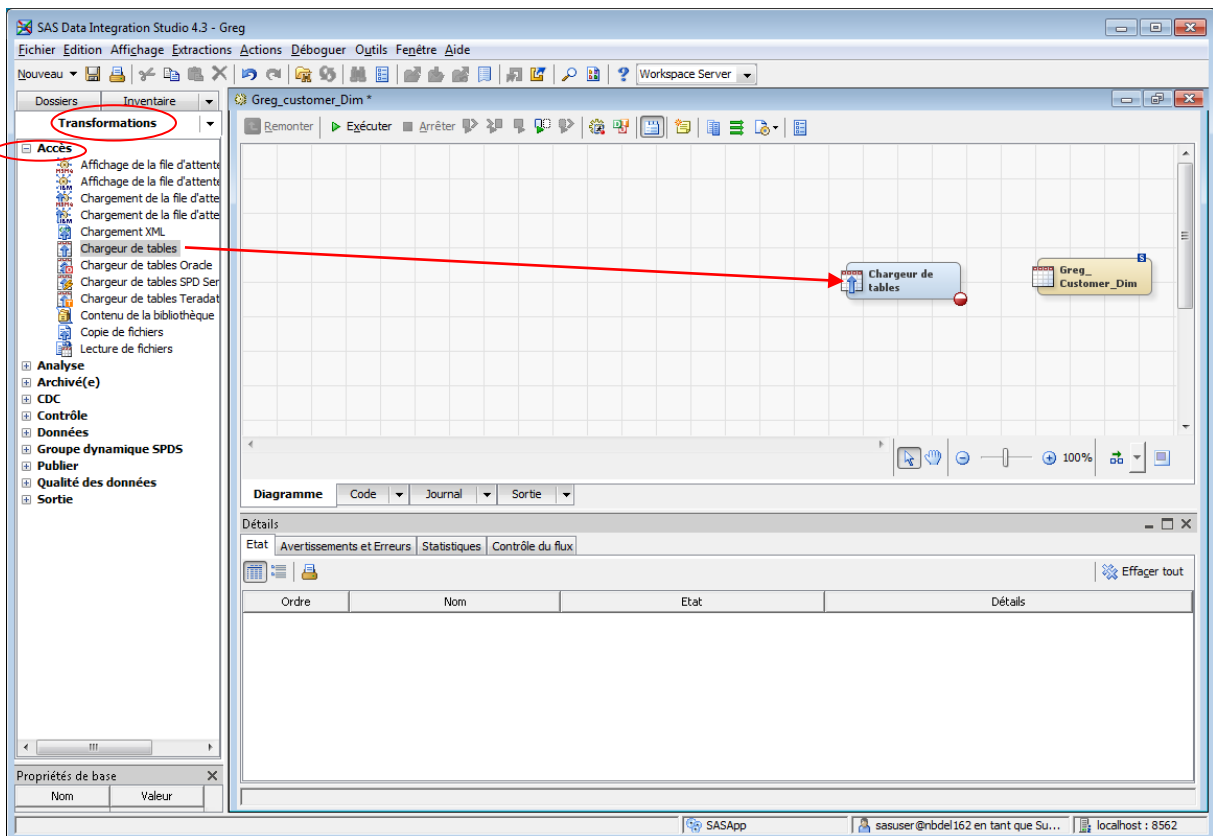 SAS Data Integration Studio 4.3 - Greg
Fichier Edition Affichage Extractions Actions Déboguer Outils Fenêtre Aide
Nouveau Workspace Server
Dossiers Inventaire
Transformations
Accès
Affichage de la file d'attente
Affichage de la file d'attente
Chargement de la file d'atte
Chargement de la file d'atte
Chargement XML
Chargeur de tables
Chargeur de tables Oracle
Chargeur de tables SPD Ser
Chargeur de tables Teradat
Contenu de la bibliothèque
Copie de fichiers
Lecture de fichiers
Analyse
Archivé(e)
CDC
Contrôle
Données
Groupe dynamique SPDS
Publier
Qualité des données
Sortie
Propriétés de base
Nom Valeur
Greg_customer_Dim *
Remonter Exécuter Arrêter
Chargeur de
tables
Greg_
Customer_Dim
S
100%
Diagramme Code Journal Sortie
Détails
Etat Avertissements et Erreurs Statistiques Contrôle du flux
Effaçer tout
Ordre Nom Etat Détails
SASApp sasuser@nbdel162 en tant que Su... localhost : 8562